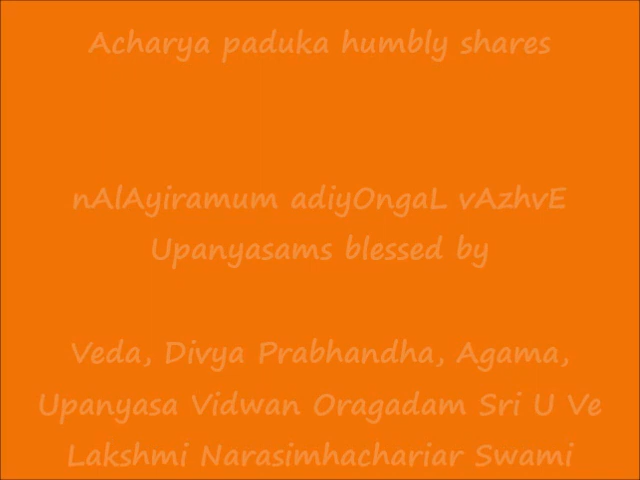 Acharya paduka humbly shares
nAlAyiramum adiyOngaL vAzhvE
Upanyasams blessed by
Veda, Divya Prabhandha, Agama,
Upanyasa Vidwan Oragadam Sri U Ve
Lakshmi Narasimhachariar Swami